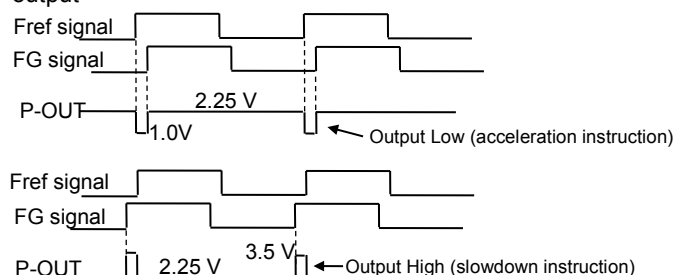 output
Fref signal
FG signal
P-OUT
2.25 V
1.0V
Output Low (acceleration instruction)
Fref signal
FG signal
P-OUT
2.25 V
3.5 V
Output High (slowdown instruction)